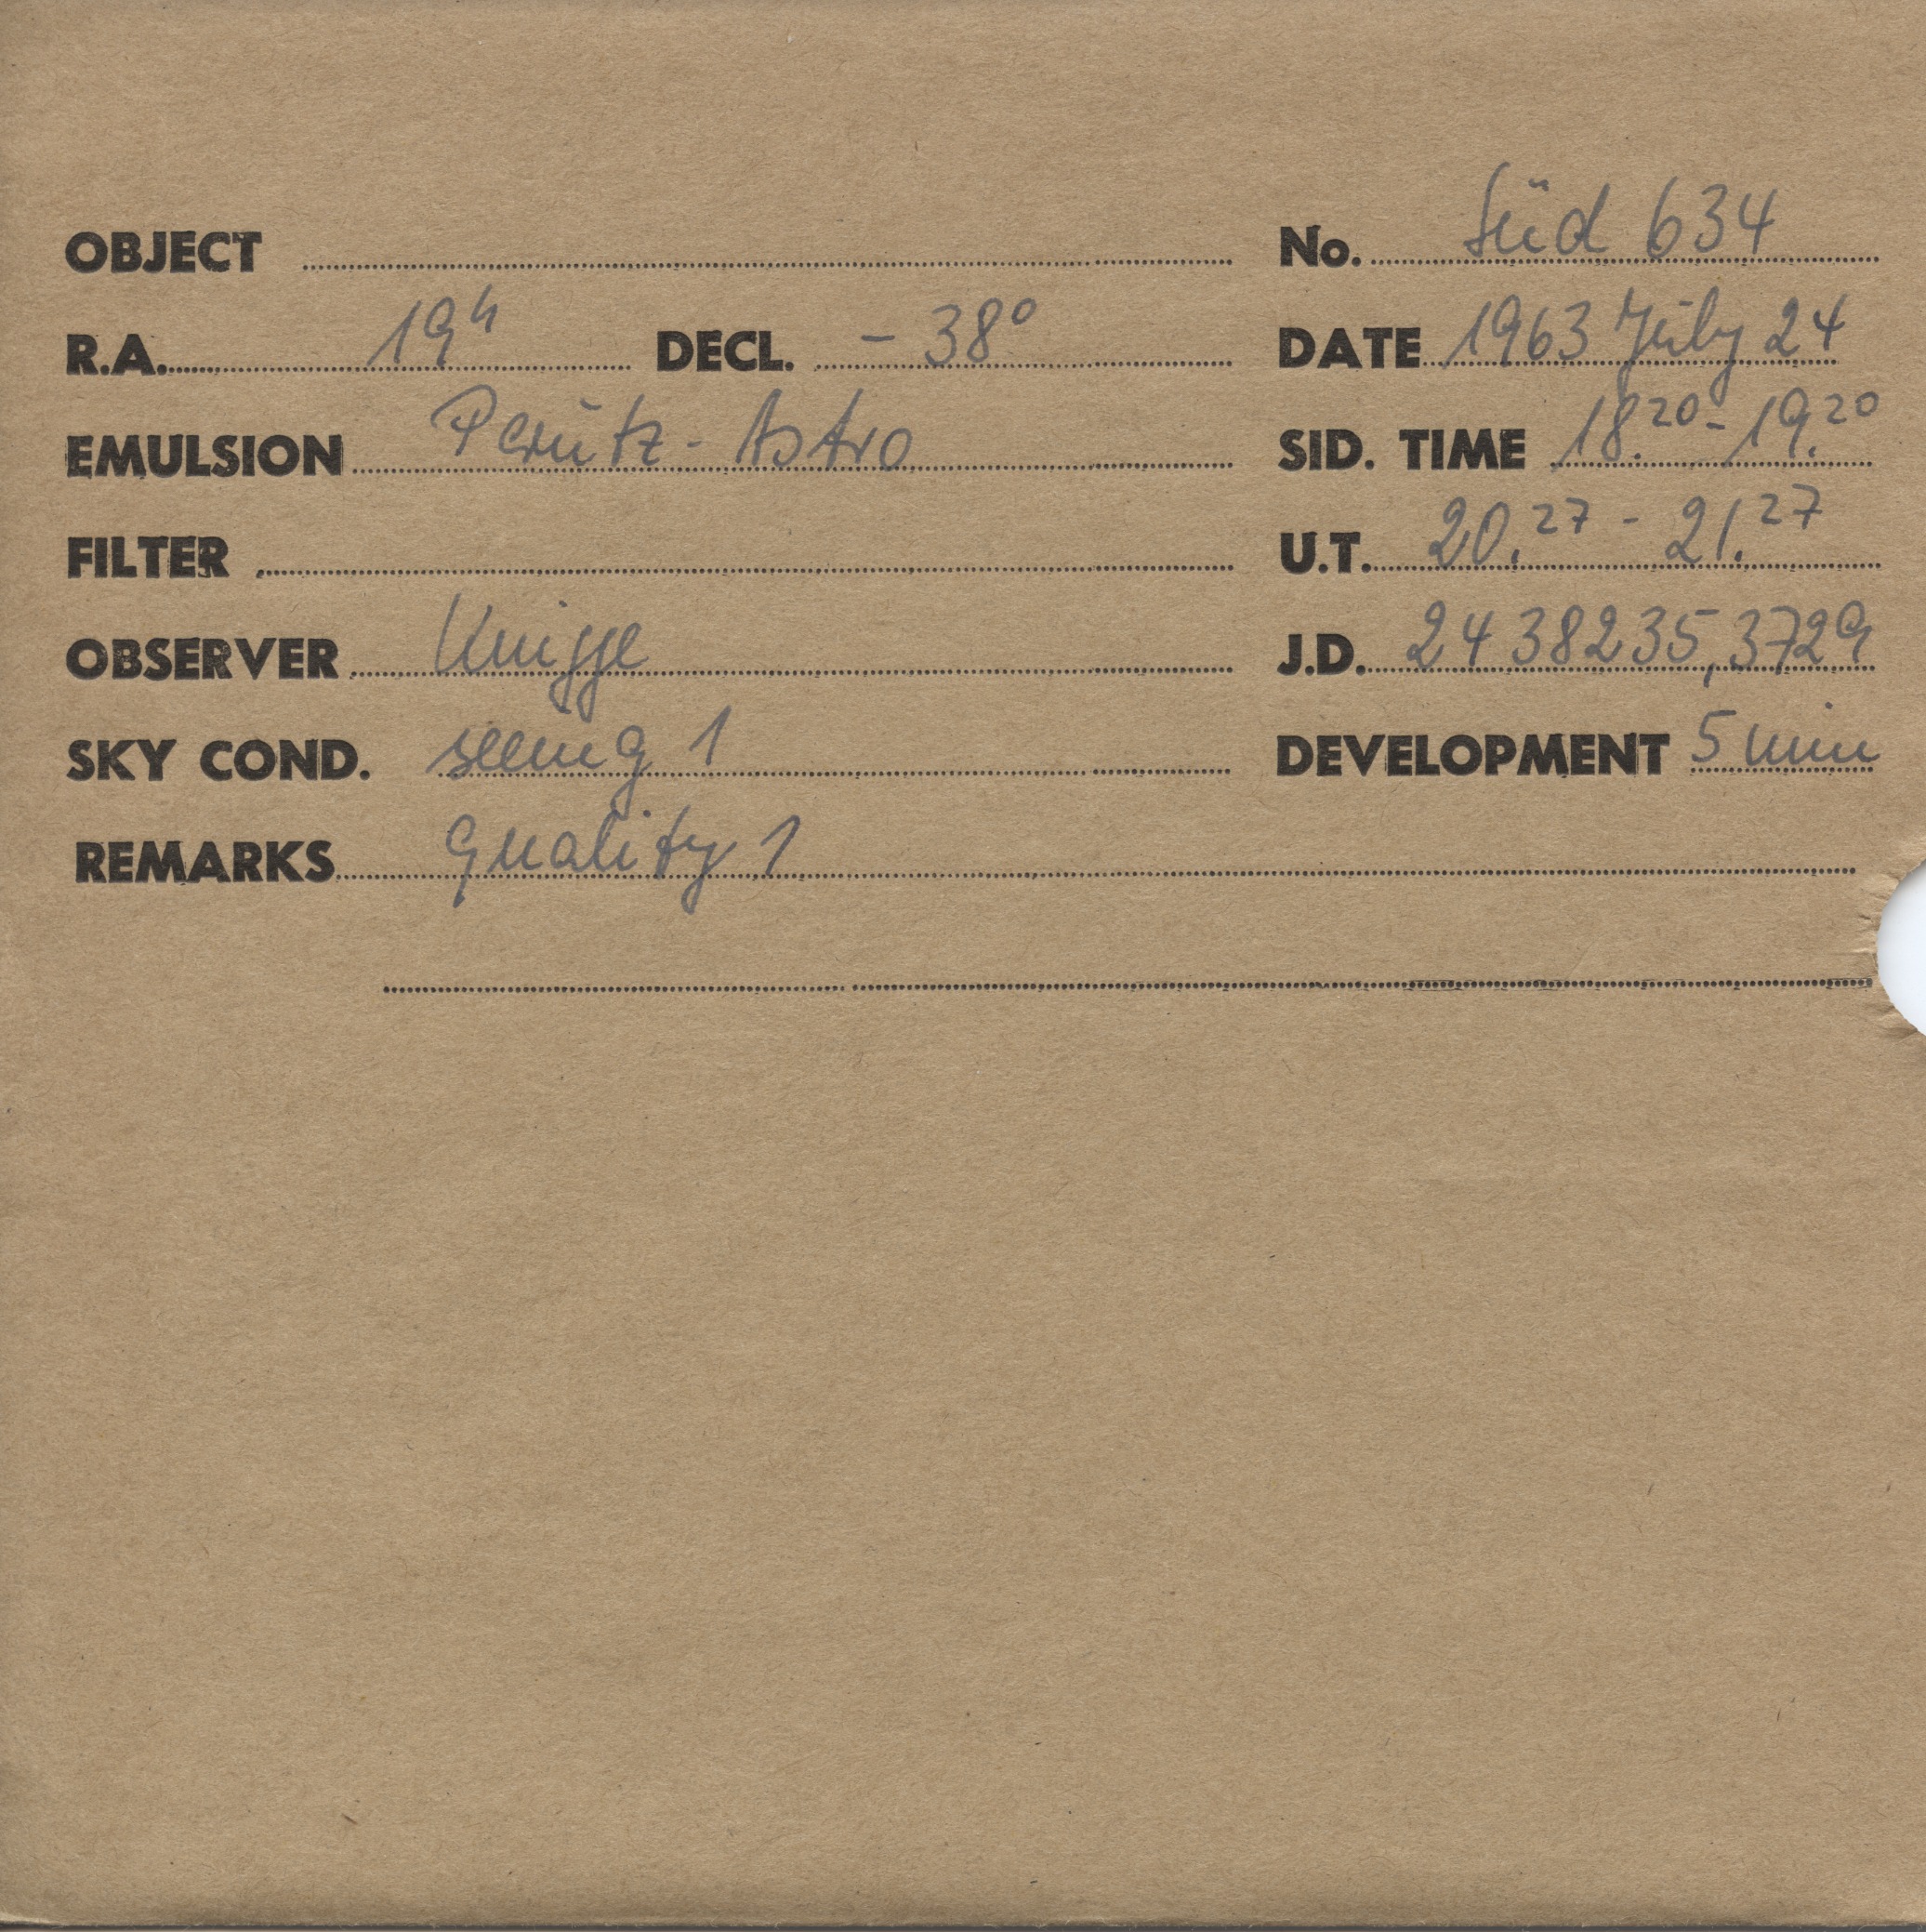 OBJECT No. Süd 634
R.A. 19h DECL. - 38° DATE 1963 July 24
EMULSION Perutz - Astro SID. TIME 18.20 - 19.20
FILTER U.T. 20.27 - 21.27
OBSERVER Knigge J.D. 2438235,3729
SKY COND. seeing 1 DEVELOPMENT 5 min
REMARKS quality 1